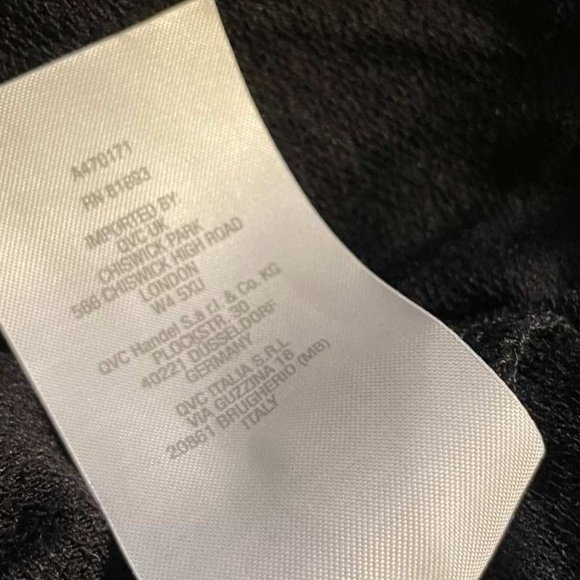 A470171
RN 81693
IMPORTED BY
QVC UK
CHISWICK PARK
566 CHISWICK HIGH ROAD
LONDON
W4 5XU
QVC Handel S.à r.l. & Co. KG
PLOCKSTR. 30
40221 DÜSSELDORF
GERMANY
QVC ITALIA S.R.L
VIA GUZZINA 18
20861 BRUGHERIO (MB)
ITALY